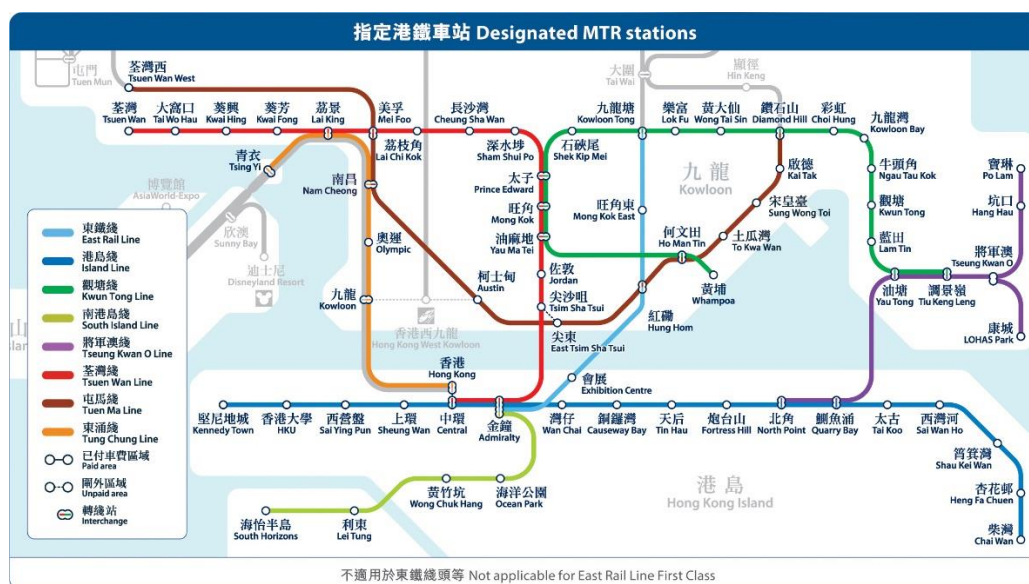 指定港鐵車站 Designated MTR stations
屯門
Tuen Mun
荃灣西
Tsuen Wan West
大圍
Tai Wai
顯徑
Hin Keng
荃灣
Tsuen Wan
大窩口
Tai Wo Hau
葵興
Kwai Hing
葵芳
Kwai Fong
荔景
Lai King
美孚
Mei Foo
長沙灣
Cheung Sha Wan
九龍塘
Kowloon Tong
樂富
Lok Fu
黃大仙
Wong Tai Sin
鑽石山
Diamond Hill
彩虹
Choi Hung
九龍灣
Kowloon Bay
荔枝角
Lai Chi Kok
深水埗
Sham Shui Po
石硤尾
Shek Kip Mei
青衣
Tsing Yi
南昌
Nam Cheong
太子
Prince Edward
九龍
Kowloon
啟德
Kai Tak
牛頭角
Ngau Tau Kok
寶琳
Po Lam
博覽館
AsiaWorld-Expo
旺角
Mong Kok
旺角東
Mong Kok East
宋皇臺
Sung Wong Toi
觀塘
Kwun Tong
坑口
Hang Hau
欣澳
Sunny Bay
奧運
Olympic
油麻地
Yau Ma Tei
何文田
Ho Man Tin
土瓜灣
To Kwa Wan
藍田
Lam Tin
將軍澳
Tseung Kwan O
迪士尼
Disneyland Resort
柯士甸
Austin
佐敦
Jordan
黃埔
Whampoa
油塘
Yau Tong
調景嶺
Tiu Keng Leng
九龍
Kowloon
尖沙咀
Tsim Sha Tsui
紅磡
Hung Hom
香港西九龍
Hong Kong West Kowloon
尖東
East Tsim Sha Tsui
康城
LOHAS Park
香港
Hong Kong
會展
Exhibition Centre
堅尼地城
Kennedy Town
香港大學
HKU
西營盤
Sai Ying Pun
上環
Sheung Wan
中環
Central
金鐘
Admiralty
灣仔
Wan Chai
銅鑼灣
Causeway Bay
天后
Tin Hau
炮台山
Fortress Hill
北角
North Point
鰂魚涌
Quarry Bay
太古
Tai Koo
西灣河
Sai Wan Ho
筲箕灣
Shau Kei Wan
黃竹坑
Wong Chuk Hang
海洋公園
Ocean Park
港島
Hong Kong Island
杏花邨
Heng Fa Chuen
海怡半島
South Horizons
利東
Lei Tung
柴灣
Chai Wan
東鐵綫
East Rail Line
港島綫
Island Line
觀塘綫
Kwun Tong Line
南港島綫
South Island Line
將軍澳綫
Tseung Kwan O Line
荃灣綫
Tsuen Wan Line
屯馬綫
Tuen Ma Line
東涌綫
Tung Chung Line
已付車費區域
Paid area
閘外區域
Unpaid area
轉綫站
Interchange
不適用於東鐵綫頭等 Not applicable for East Rail Line First Class